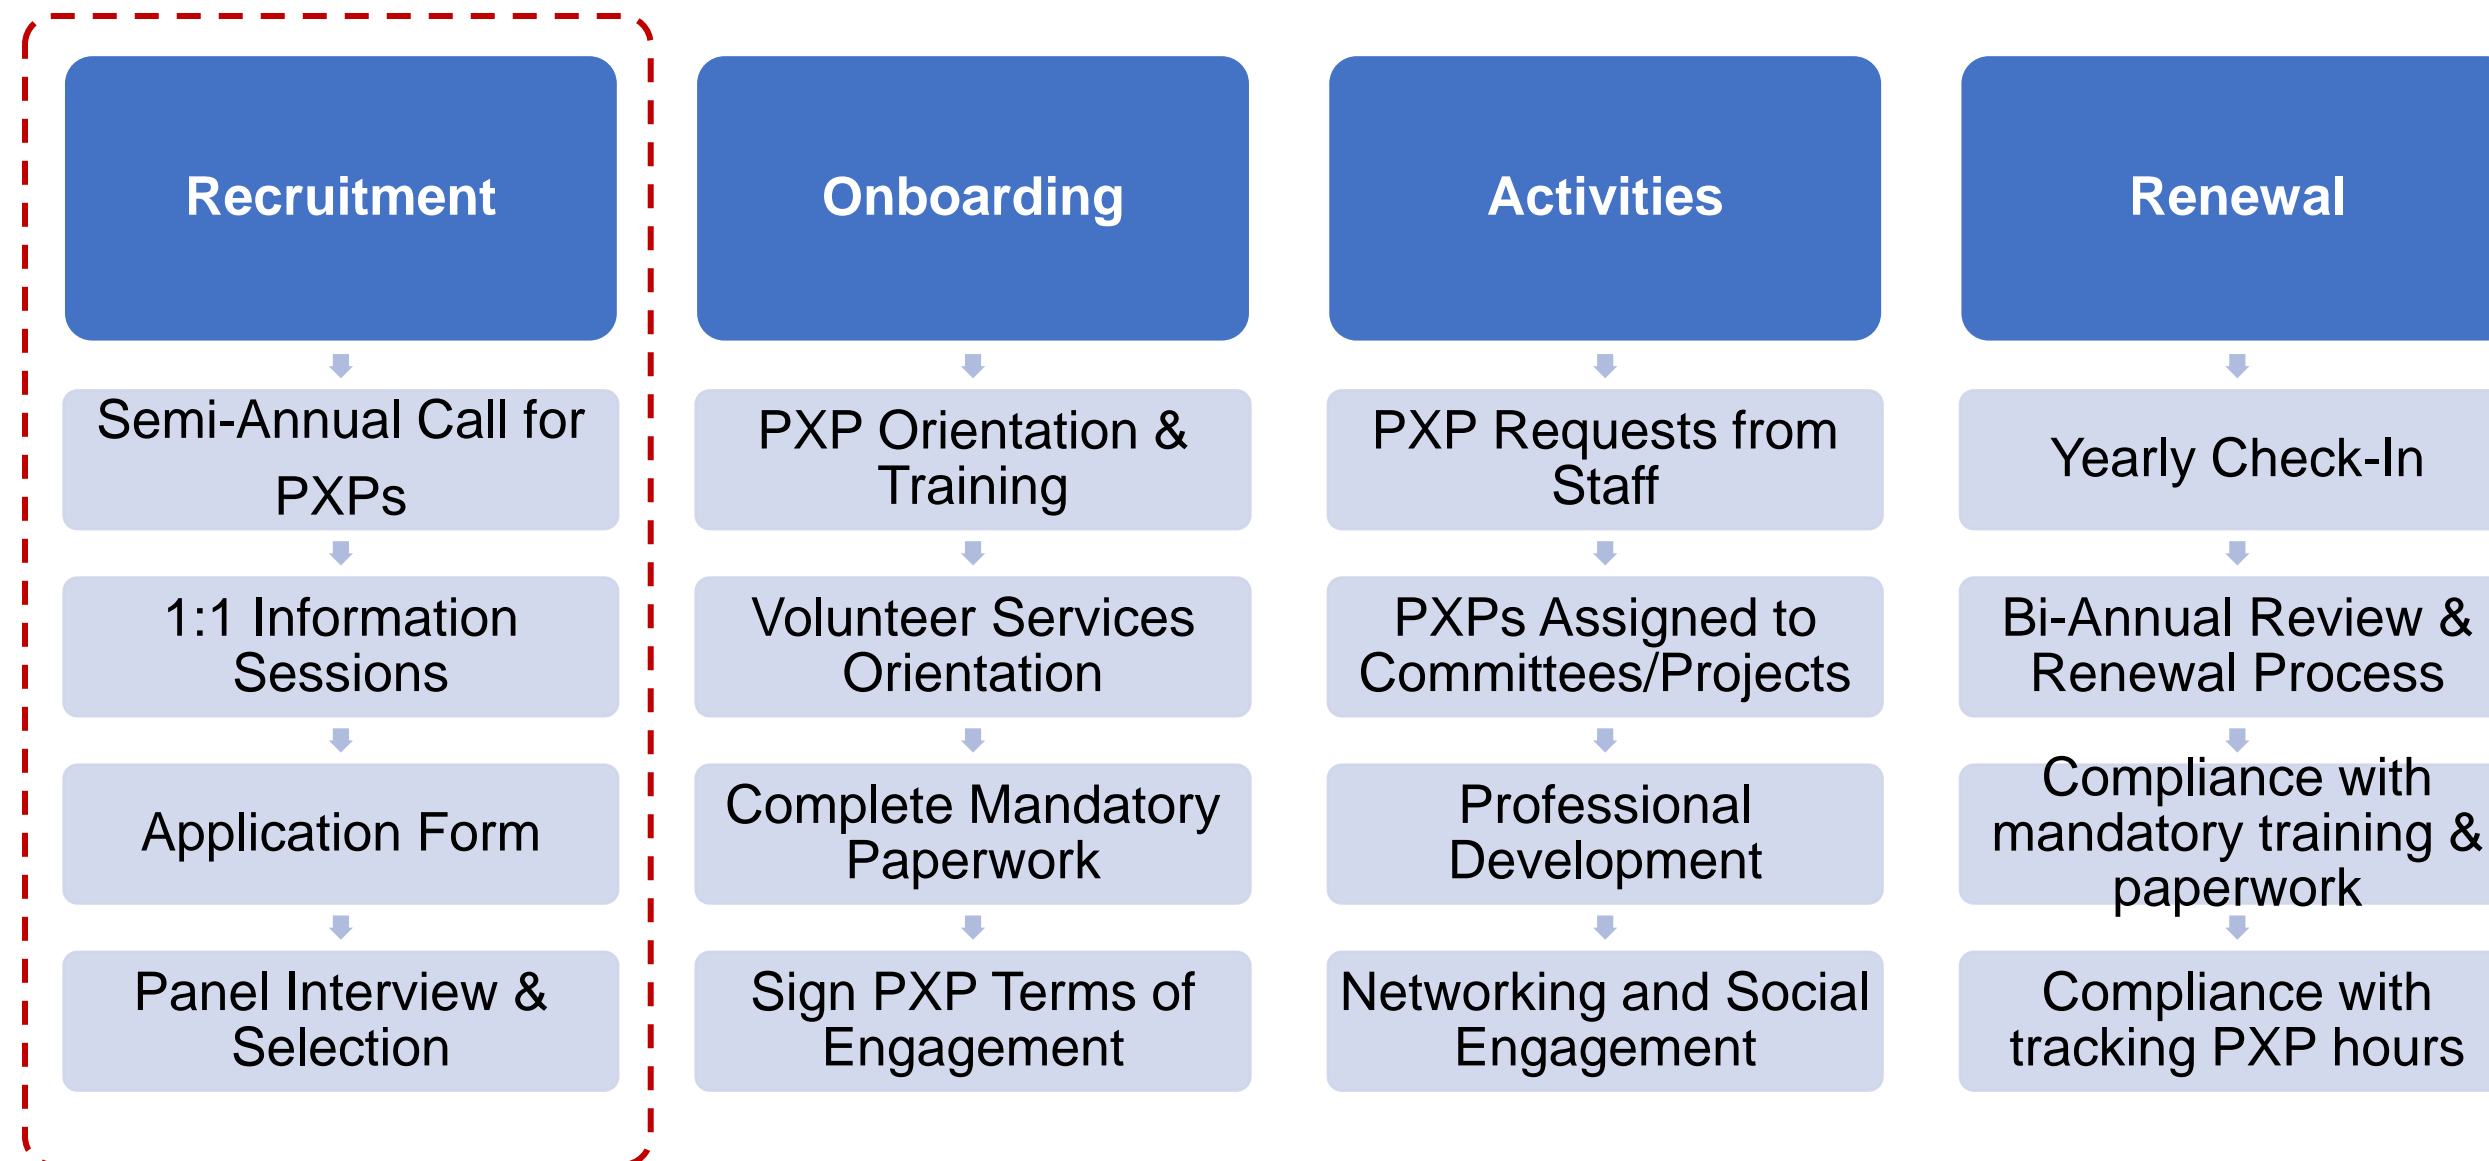 Recruitment
Semi-Annual Call for
PXPs
1:1 Information
Sessions
Application Form
Panel Interview &
Selection
Onboarding
PXP Orientation &
Training
Volunteer Services
Orientation
Complete Mandatory
Paperwork
Sign PXP Terms of
Engagement
Activities
PXP Requests from
Staff
PXPs Assigned to
Committees/Projects
Professional
Development
Networking and Social
Engagement
Renewal
Yearly Check-In
Bi-Annual Review &
Renewal Process
Compliance with
mandatory training &
paperwork
Compliance with
tracking PXP hours